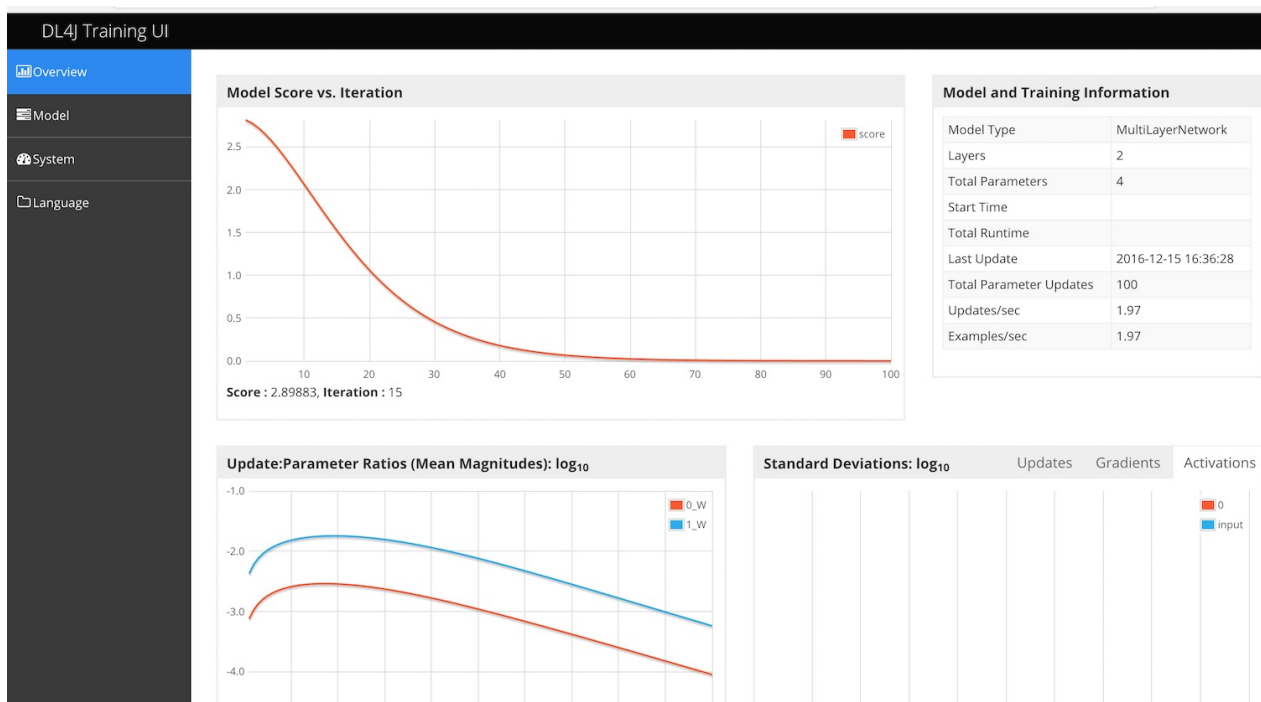 DL4J Training UI
Overview
Model
System
Language
Model Score vs. Iteration
score
2.5
2.0
1.5
1.0
0.5
0.0
10 20 30 40 50 60 70 80 90 100
Score : 2.89883, Iteration : 15
Model and Training Information
Model Type MultiLayerNetwork
Layers 2
Total Parameters 4
Start Time
Total Runtime
Last Update 2016-12-15 16:36:28
Total Parameter Updates 100
Updates/sec 1.97
Examples/sec 1.97
Update:Parameter Ratios (Mean Magnitudes): log10
-1.0
0_W
1_W
-2.0
-3.0
-4.0
Standard Deviations: log10 Updates Gradients Activations
0
input